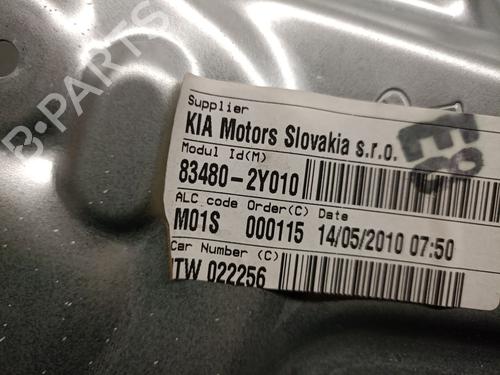 B-PARTS
Supplier
KIA Motors Slovakia s.r.o.
Modul Id(M)
83480-2Y010
ALC code Order(C) Date
M01S 000115 14/05/2010 07:50
Car Number (C)
TW 022256